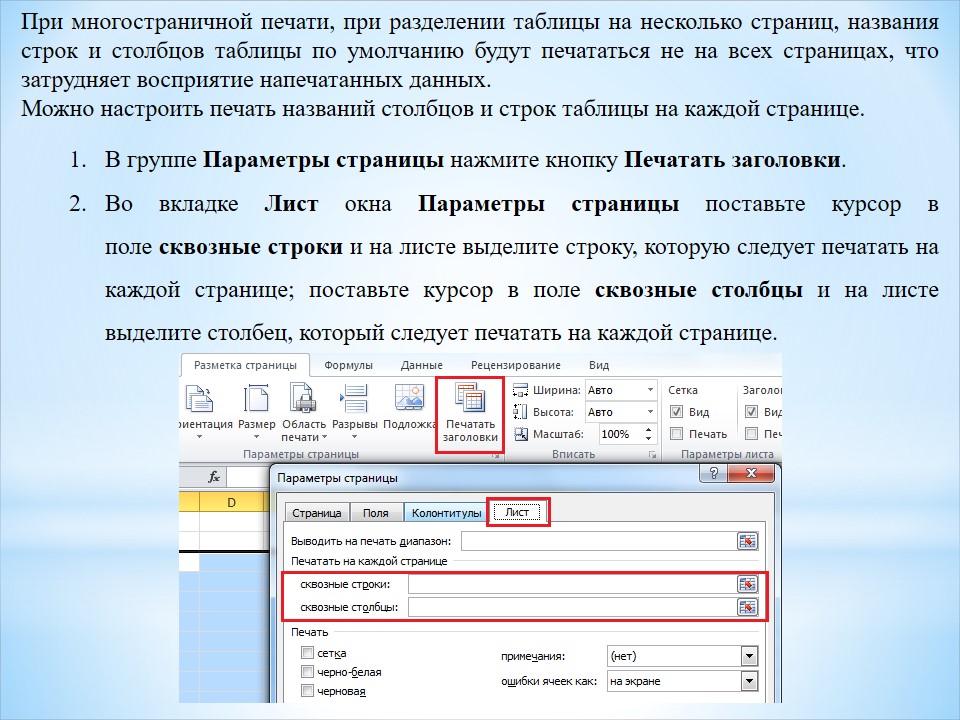 При многостраничной печати, при разделении таблицы на несколько страниц, названия
строк и столбцов таблицы по умолчанию будут печататься не на всех страницах, что
затрудняет восприятие напечатанных данных.
Можно настроить печать названий столбцов и строк таблицы на каждой странице.
1. В группе Параметры страницы нажмите кнопку Печатать заголовки.
2. Во вкладке Лист окна Параметры страницы поставьте курсор в
поле сквозные строки и на листе выделите строку, которую следует печатать на
каждой странице; поставьте курсор в поле сквозные столбцы и на листе
выделите столбец, который следует печатать на каждой странице.
Разметка страницы Формулы Данные Рецензирование Вид
Ширина: Авто Сетка Заголо
Высота: Авто Вид Вид
риентация Размер Область Разрывы Подложка Печатать
печати заголовки Масштаб: 100% Печать Печ
Параметры страницы Вписать Параметры листа
fx
Параметры страницы
D
Страница Поля Колонтитулы Лист
Выводить на печать диапазон:
Печатать на каждой странице
сквозные строки:
сквозные столбцы:
Печать
сетка примечания: (нет)
черно-белая
ошибки ячеек как: на экране
черновая